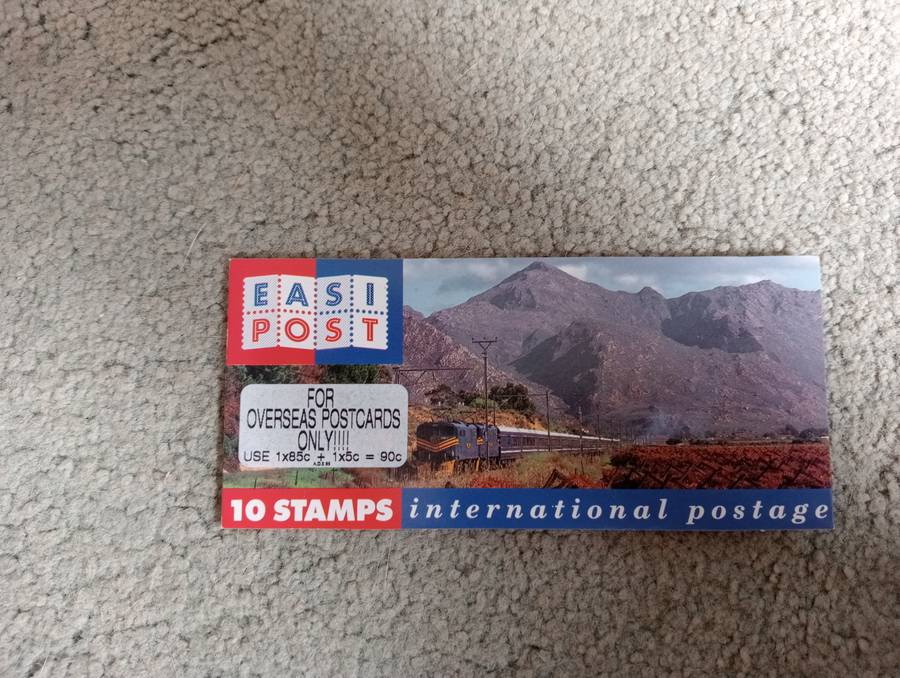 EASI
POST
FOR
OVERSEAS POSTCARDS
ONLY!!!!
USE 1x85c + 1x5c = 90c
10 STAMPS international postage